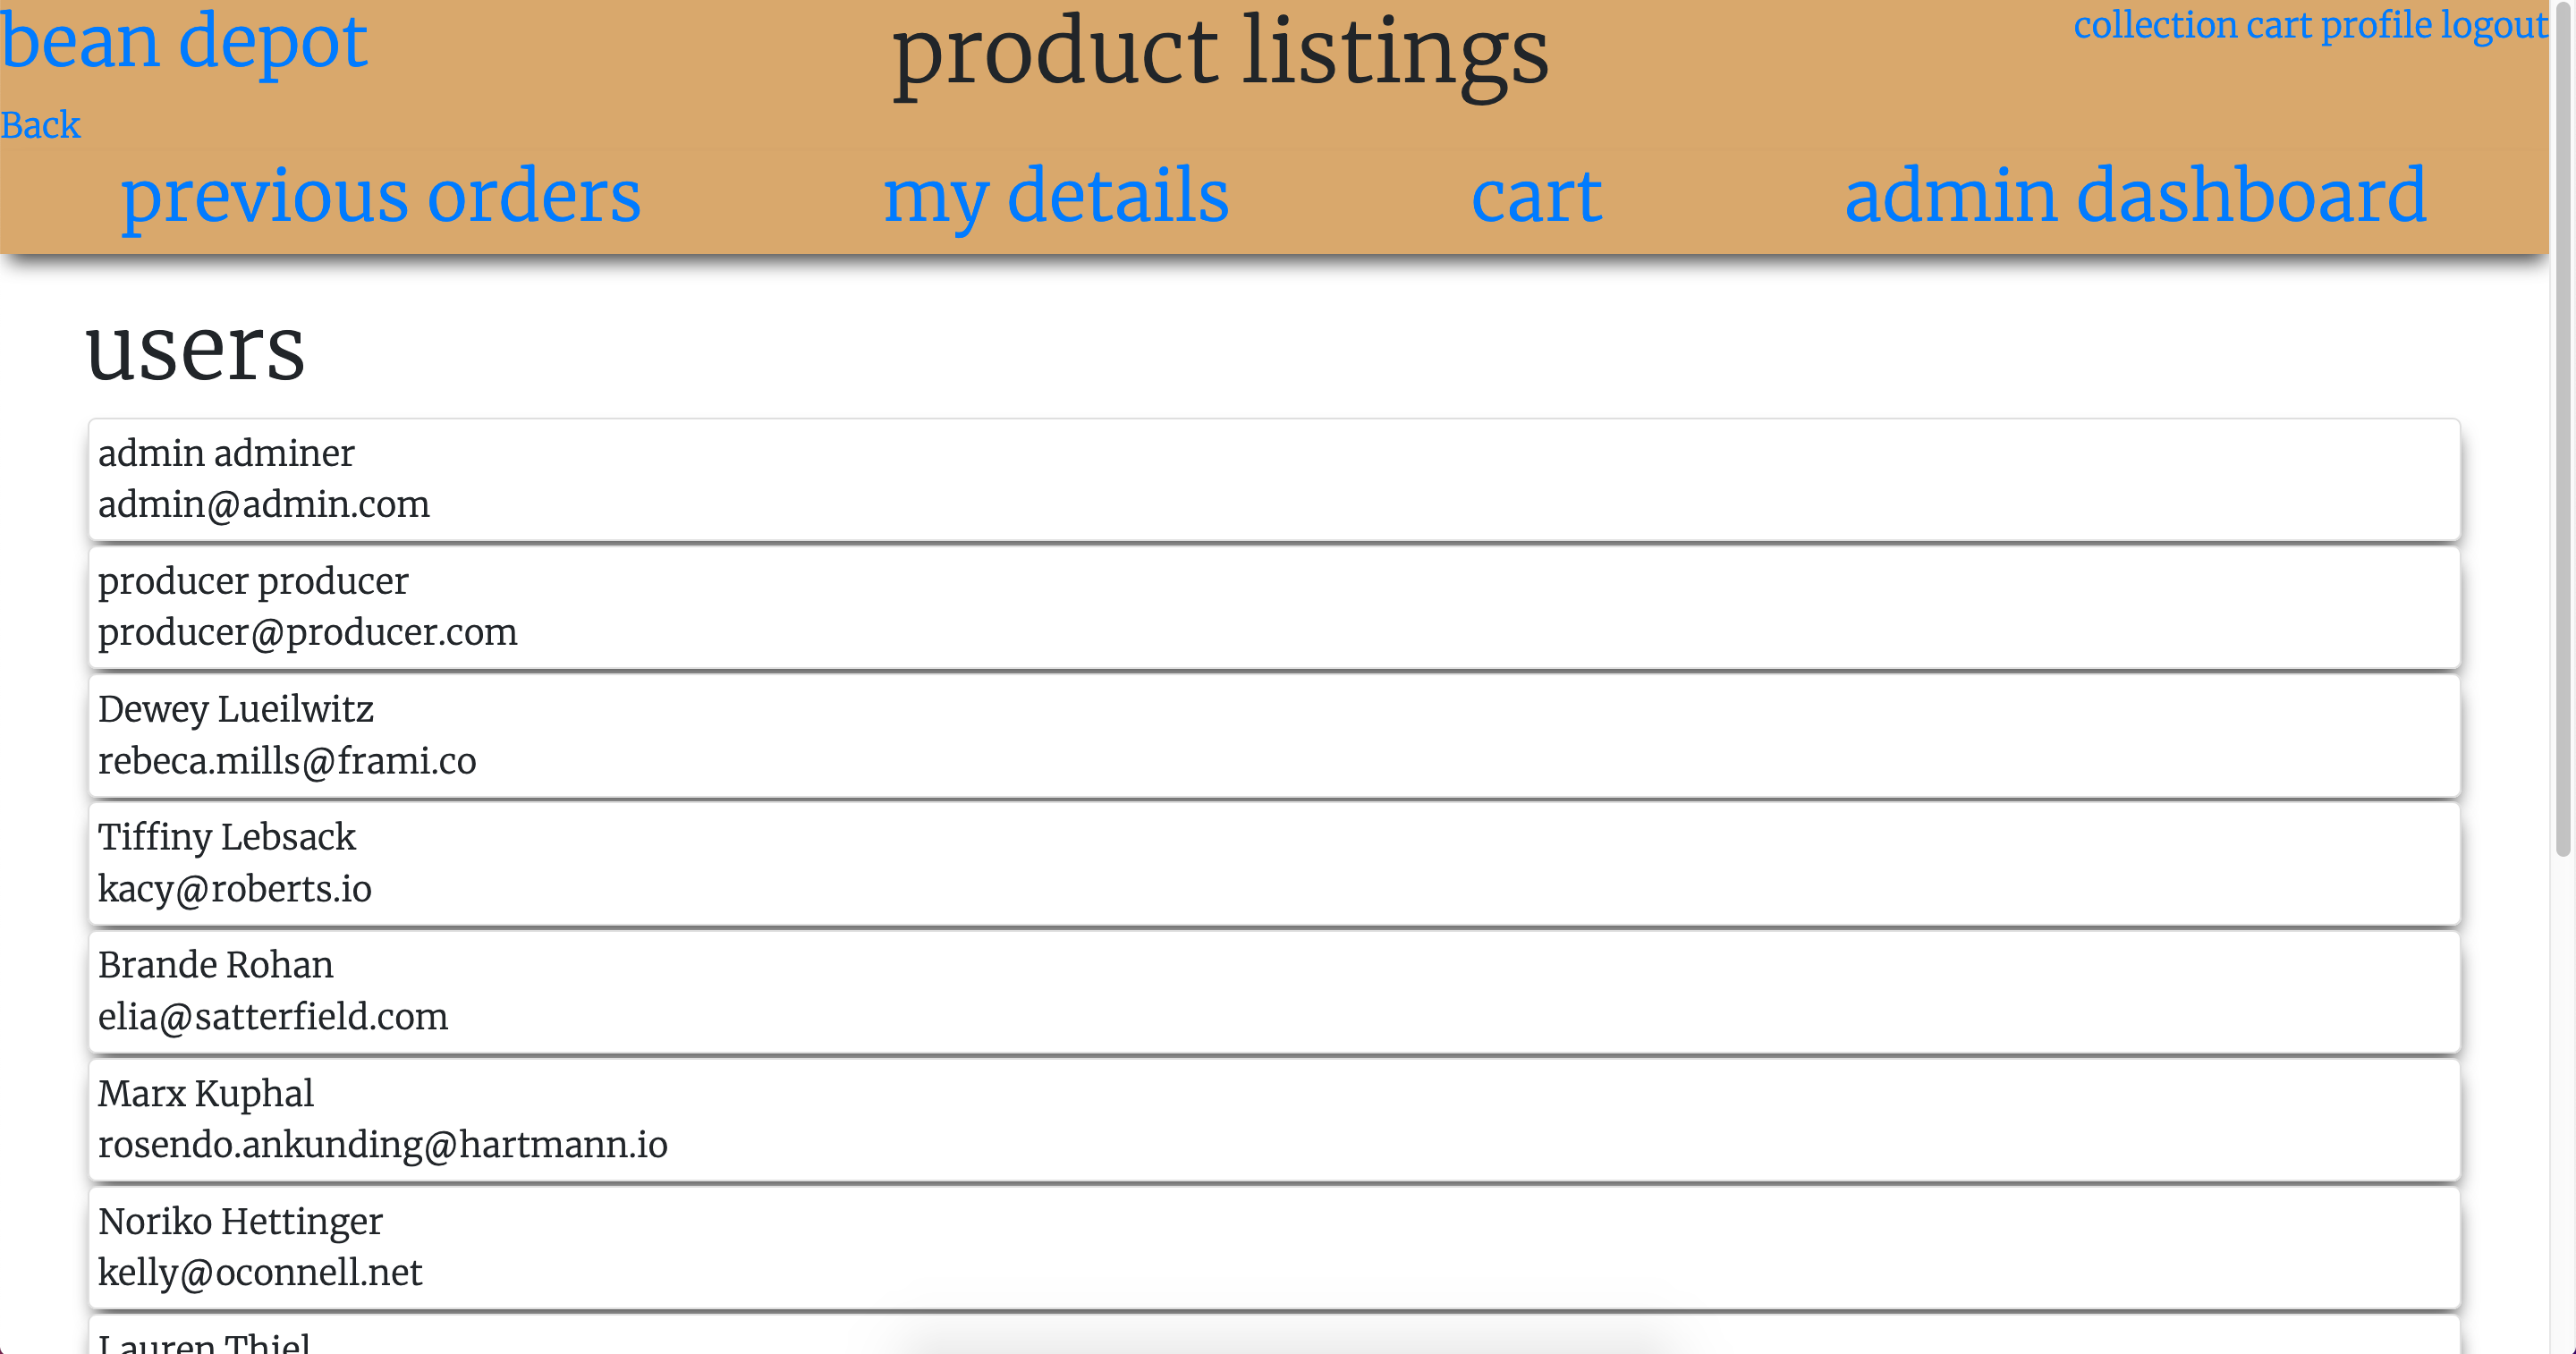 bean depot
product listings
collection cart profile logout
Back
previous orders my details cart admin dashboard
users
admin adminer
admin@admin.com
producer producer
producer@producer.com
Dewey Lueilwitz
rebeca.mills@frami.co
Tiffiny Lebsack
kacy@roberts.io
Brande Rohan
elia@satterfield.com
Marx Kuphal
rosendo.ankunding@hartmann.io
Noriko Hettinger
kelly@oconnell.net
Lauren Thiel